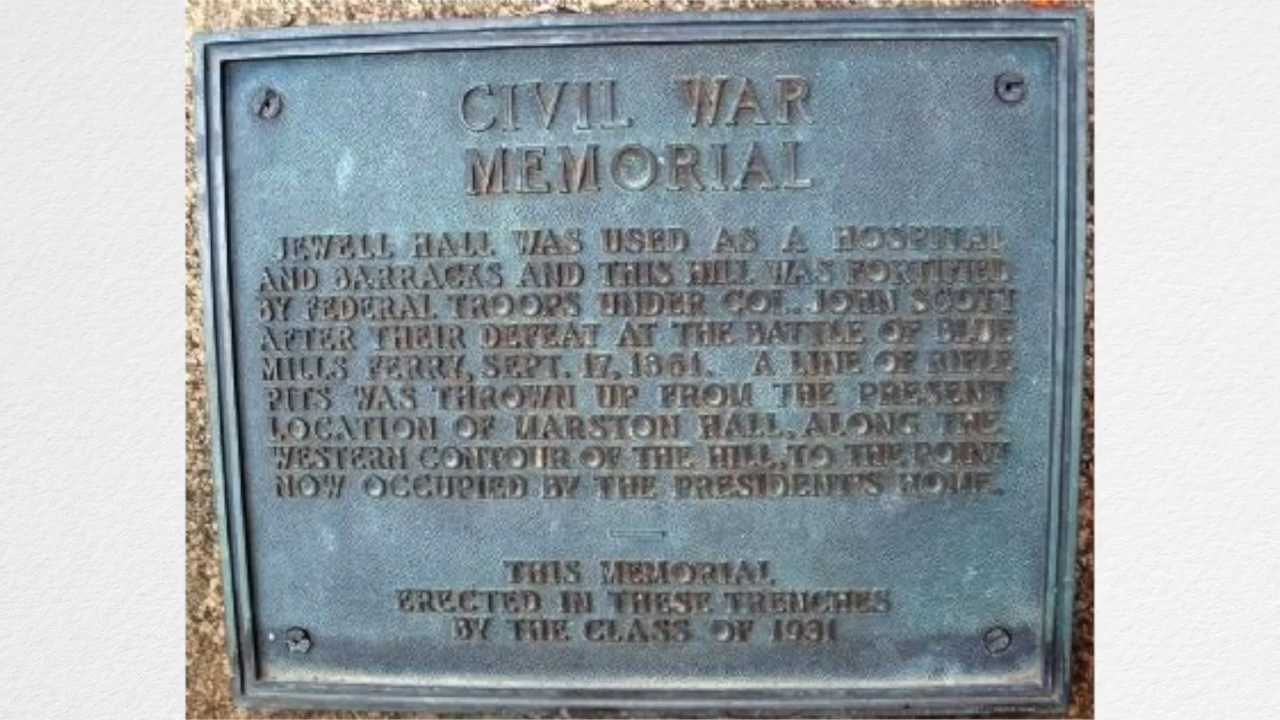 CIVIL WAR
MEMORIAL
JEWELL HALL WAS USED AS A HOSPITAL
AND BARRACKS AND THIS HILL WAS FORTIFIED
BY FEDERAL TROOPS UNDER COL. JOHN SCOTT
AFTER THEIR DEFEAT AT THE BATTLE OF BLUE
MILLS FERRY, SEPT. 17, 1861. A LINE OF RIFLE
PITS WAS THROWN UP FROM THE PRESENT
LOCATION OF MARSTON HALL, ALONG THE
WESTERN CONTOUR OF THE HILL, TO THE POINT
NOW OCCUPIED BY THE PRESIDENT'S HOME.
THIS MEMORIAL
ERECTED IN THESE TRENCHES
BY THE CLASS OF 1931